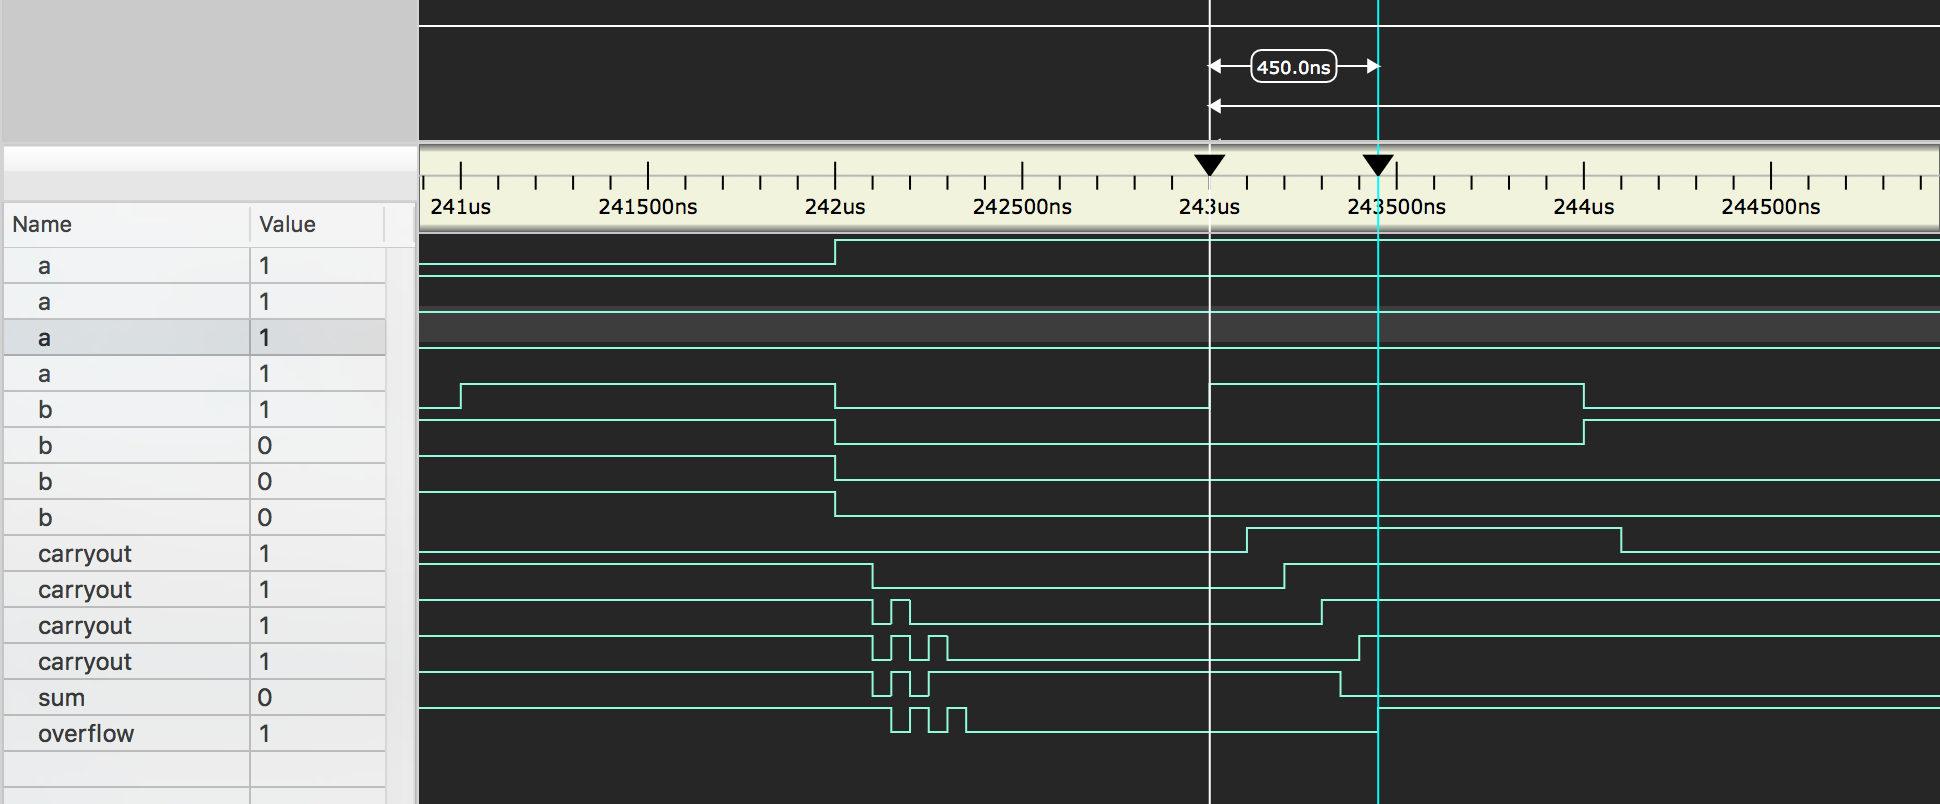 450.0ns
241us 241500ns 242us 242500ns 243us 243500ns 244us 244500ns
Name Value
a 1
a 1
a 1
a 1
b 1
b 0
b 0
b 0
carryout 1
carryout 1
carryout 1
carryout 1
sum 0
overflow 1